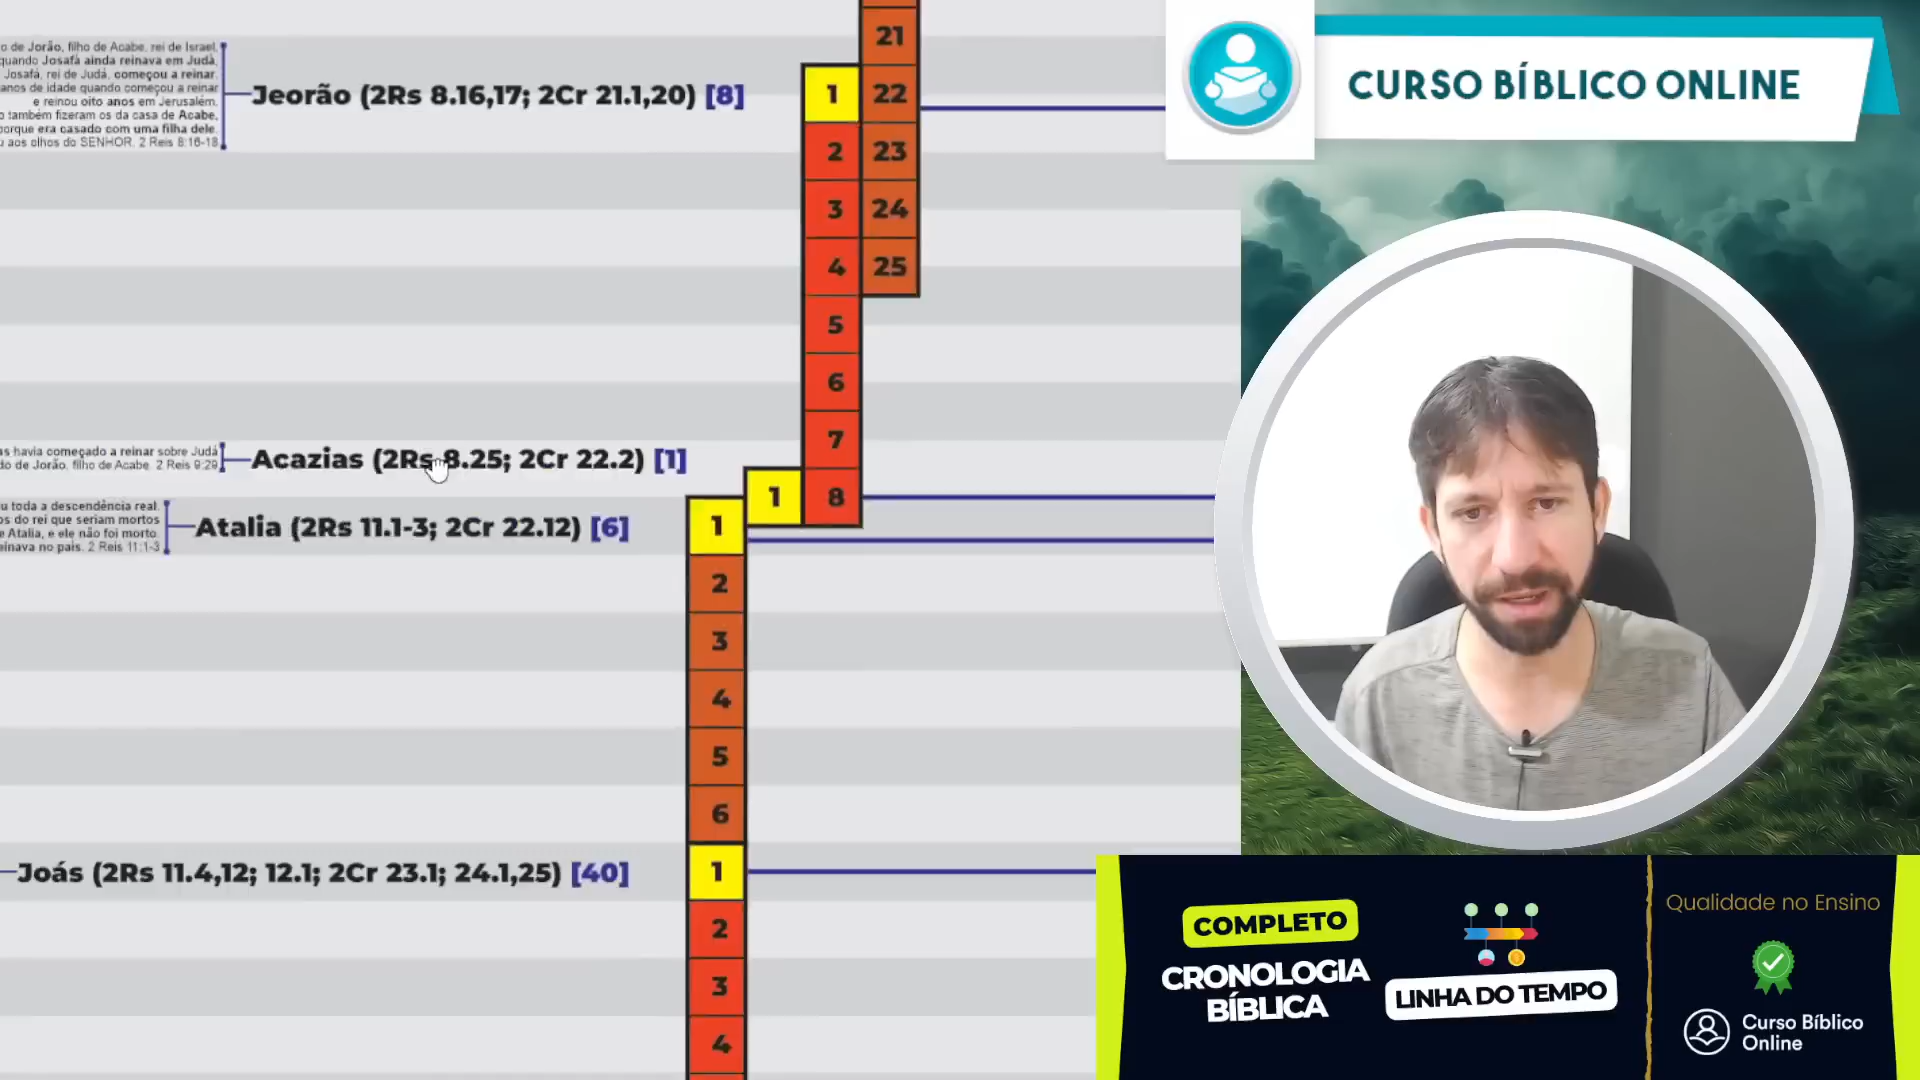 o de Jorão, filho de Acabe, rei de Israel,
quando Josafá ainda reinava em Judá,
Josafá, rei de Judá, começou a reinar.
anos de idade quando começou a reinar
e reinou oito anos em Jerusalém.
o também fizeram os da casa de Acabe,
porque era casado com uma filha dele.
u aos olhos do SENHOR. 2 Reis 8:16-18
Jeorão (2Rs 8.16,17; 2Cr 21.1,20) [8]
21
1 22
2 23
3 24
4 25
5
6
7
8
as havia começado a reinar sobre Judá
do de Jorão, filho de Acabe. 2 Reis 9:29
Acazias (2Rs 8.25; 2Cr 22.2) [1]
1
u toda a descendência real.
os do rei que seriam mortos
e Atalia, e ele não foi morto.
einava no país. 2 Reis 11:1-3
Atalia (2Rs 11.1-3; 2Cr 22.12) [6]
1
2
3
4
5
6
Joás (2Rs 11.4,12; 12.1; 2Cr 23.1; 24.1,25) [40]
1
2
3
4
CURSO BÍBLICO ONLINE
COMPLETO
CRONOLOGIA
BÍBLICA
LINHA DO TEMPO
Qualidade no Ensino
Curso Bíblico
Online